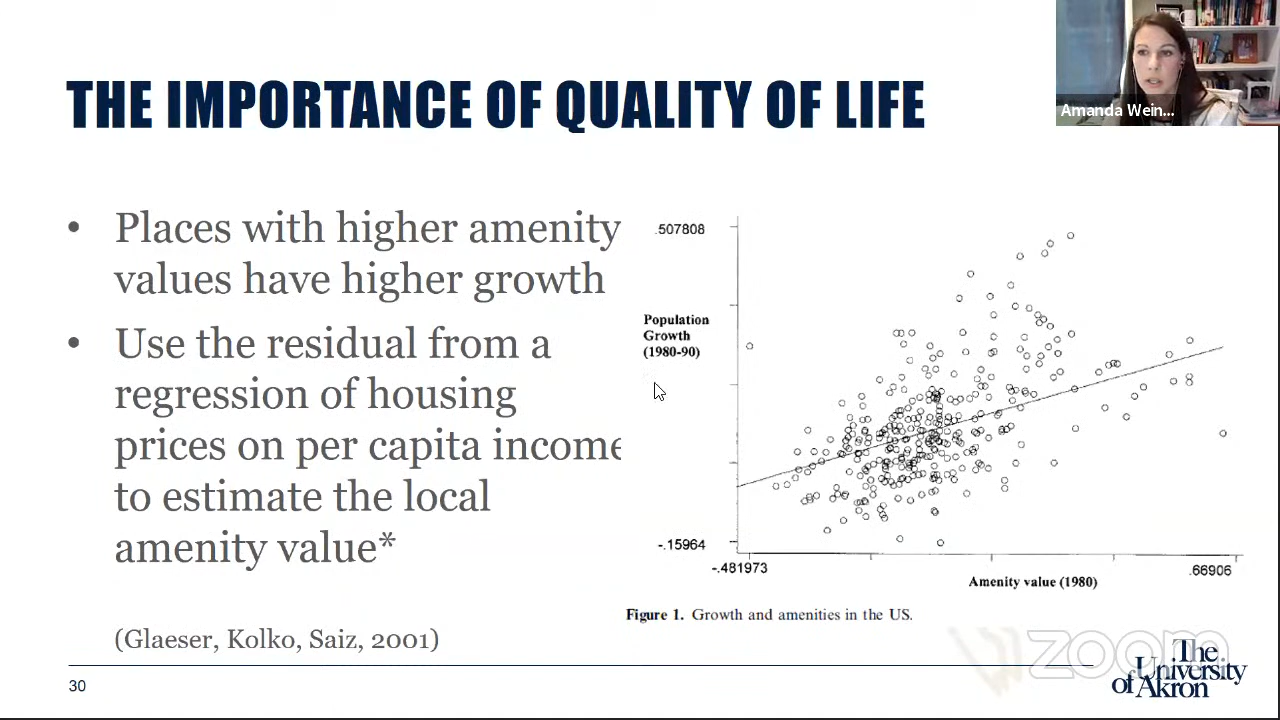 THE IMPORTANCE OF QUALITY OF LIFE
Amanda Wein...
• Places with higher amenity
values have higher growth
• Use the residual from a
regression of housing
prices on per capita income
to estimate the local
amenity value*
(Glaeser, Kolko, Saiz, 2001)
.507808
Population
Growth
(1980-90)
-.15964
-.481973
.66906
Amenity value (1980)
Figure 1. Growth and amenities in the US.
zoom
30
The
University
of Akron